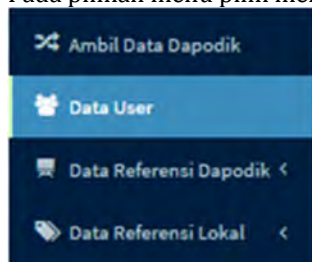 Ambil Data Dapodik
Data User
Data Referensi Dapodik
Data Referensi Lokal